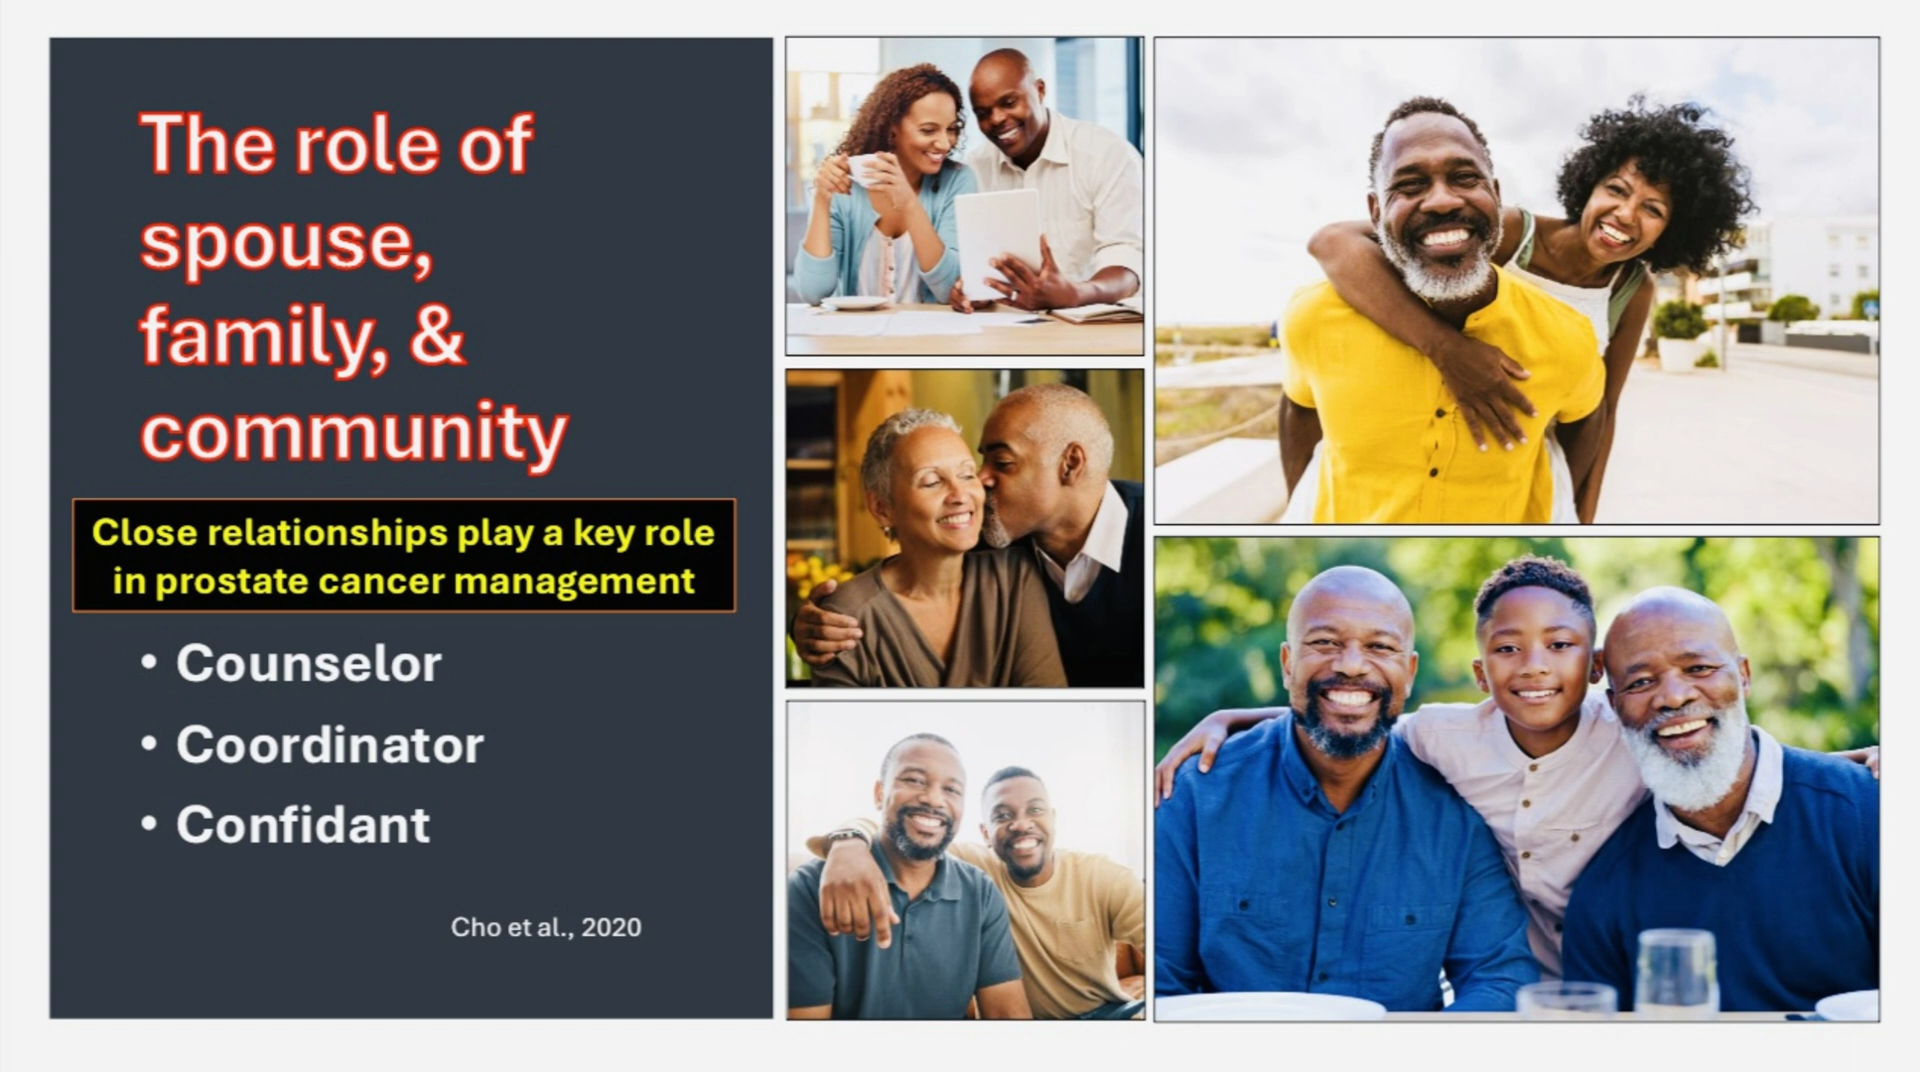 The role of
spouse,
family, &
community
Close relationships play a key role
in prostate cancer management
• Counselor
• Coordinator
• Confidant
Cho et al., 2020